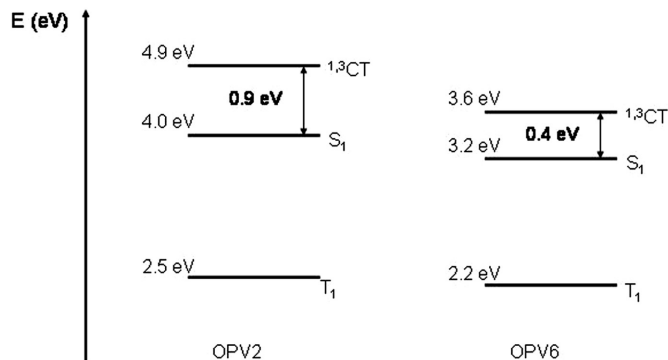 E (eV)
4.9 eV
¹,³CT
0.9 eV
4.0 eV
S₁
2.5 eV
T₁
OPV2
3.6 eV
¹,³CT
0.4 eV
3.2 eV
S₁
2.2 eV
T₁
OPV6